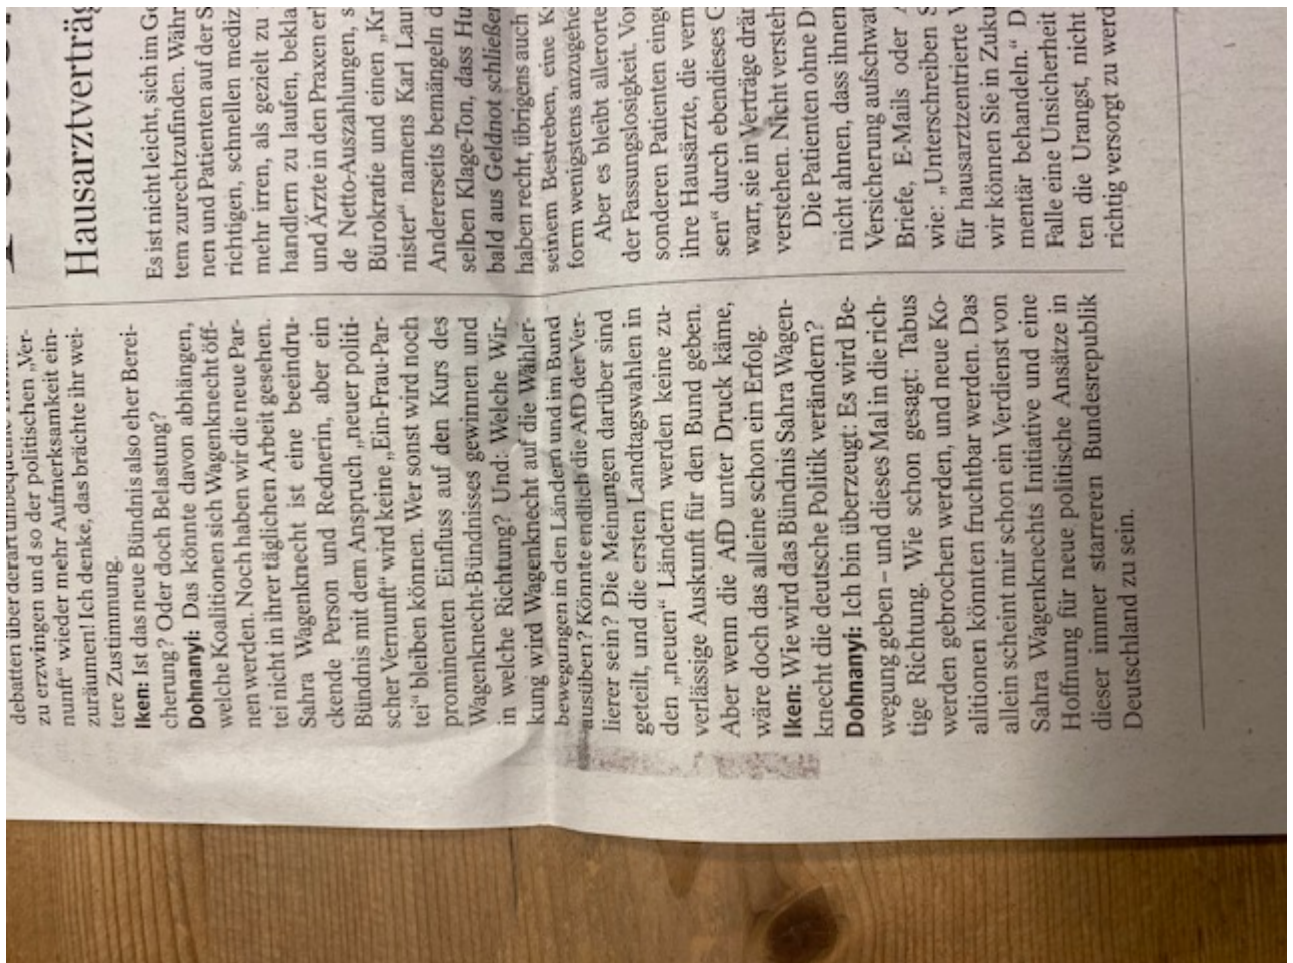 debatten über derart unbequeme
zu erzwingen und so der politischen „Ver-
nunft“ wieder mehr Aufmerksamkeit ein-
zuräumen! Ich denke, das brächte ihr wei-
tere Zustimmung.
Iken: Ist das neue Bündnis also eher Berei-
cherung? Oder doch Belastung?
Dohnanyi: Das könnte davon abhängen,
welche Koalitionen sich Wagenknecht öff-
nen werden. Noch haben wir die neue Par-
tei nicht in ihrer täglichen Arbeit gesehen.
Sahra Wagenknecht ist eine beeindru-
ckende Person und Rednerin, aber ein
Bündnis mit dem Anspruch „neuer politi-
scher Vernunft“ wird keine „Ein-Frau-Par-
tei“ bleiben können. Wer sonst wird noch
prominenten Einfluss auf den Kurs des
Wagenknecht-Bündnisses gewinnen, und
in welche Richtung? Und: Welche Wir-
kung wird Wagenknecht auf die Wähler-
bewegungen in den Ländern und im Bund
ausüben? Könnte endlich die AfD der Ver-
lierer sein? Die Meinungen darüber sind
geteilt, und die ersten Landtagswahlen in
den „neuen“ Ländern werden keine zu-
verlässige Auskunft für den Bund geben.
Aber wenn die AfD unter Druck käme,
wäre doch das alleine schon ein Erfolg.
Iken: Wie wird das Bündnis Sahra Wagen-
knecht die deutsche Politik verändern?
Dohnanyi: Ich bin überzeugt: Es wird Be-
wegung geben – und dieses Mal in die rich-
tige Richtung. Wie schon gesagt: Tabus
werden gebrochen werden, und neue Ko-
alitionen könnten fruchtbar werden. Das
allein scheint mir schon ein Verdienst von
Sahra Wagenknechts Initiative und eine
Hoffnung für neue politische Ansätze in
dieser immer starreren Bundesrepublik
Deutschland zu sein.
Hausarztverträg
Es ist nicht leicht, sich im Ge
tem zurechtzufinden. Währ
nen und Patienten auf der S
richtigen, schnellen mediz
mehr irren, als gezielt zu
handlern zu laufen, bekla
und Ärzte in den Praxen er
de Netto-Auszahlungen, s
Bürokratie und einen „Kr
nister“ namens Karl Laut
Andererseits bemängeln d
selben Klage-Ton, dass Hu
bald aus Geldnot schließen
haben recht, übrigens auch
seinem Bestreben, eine K
form wenigstens anzugehe
Aber es bleibt allerorte
der Fassungslosigkeit. Vo
sonderen Patienten eing
ihre Hausärzte, die verm
sen“ durch ebendieses G
warr, sie in Verträge drän
verstehen. Nicht versteh
Die Patienten ohne D
nicht ahnen, dass ihnen
Versicherung aufschwat
Briefe, E-Mails oder A
wie: „Unterschreiben S
für hausarztzentrierte V
wir können Sie in Zuku
mentär behandeln.“ D
Falle eine Unsicherheit
ten die Urangst, nicht
richtig versorgt zu werd